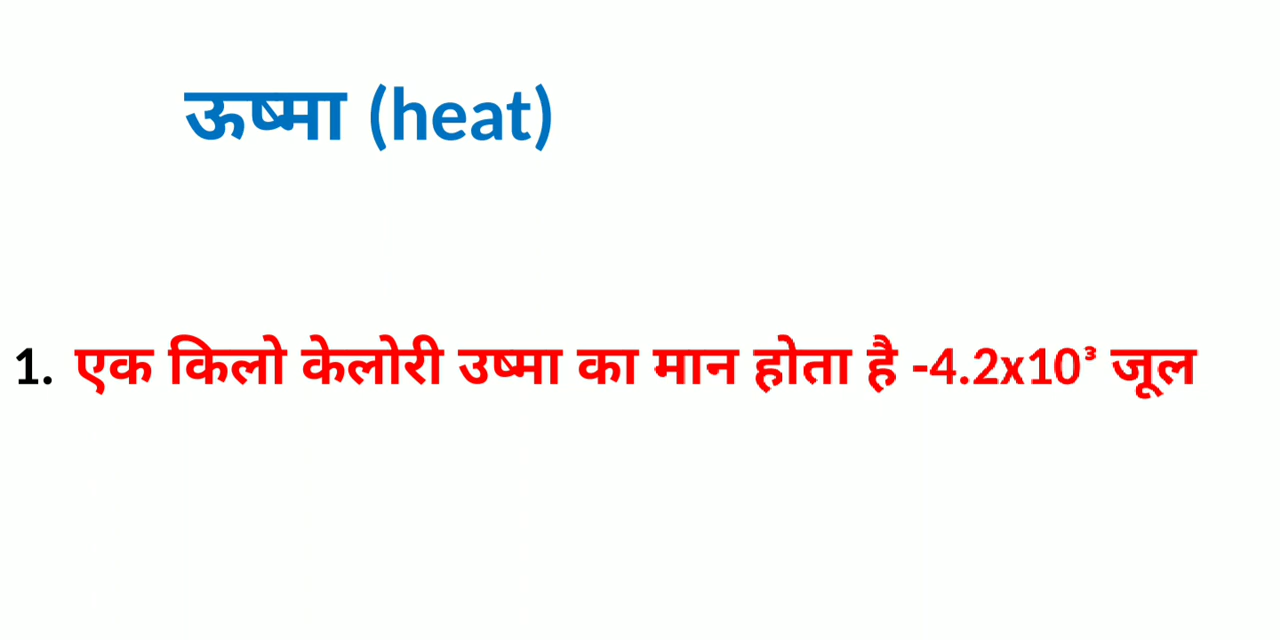 ऊष्मा (heat)
1. एक किलो केलोरी उष्मा का मान होता है -4.2x10³ जूल